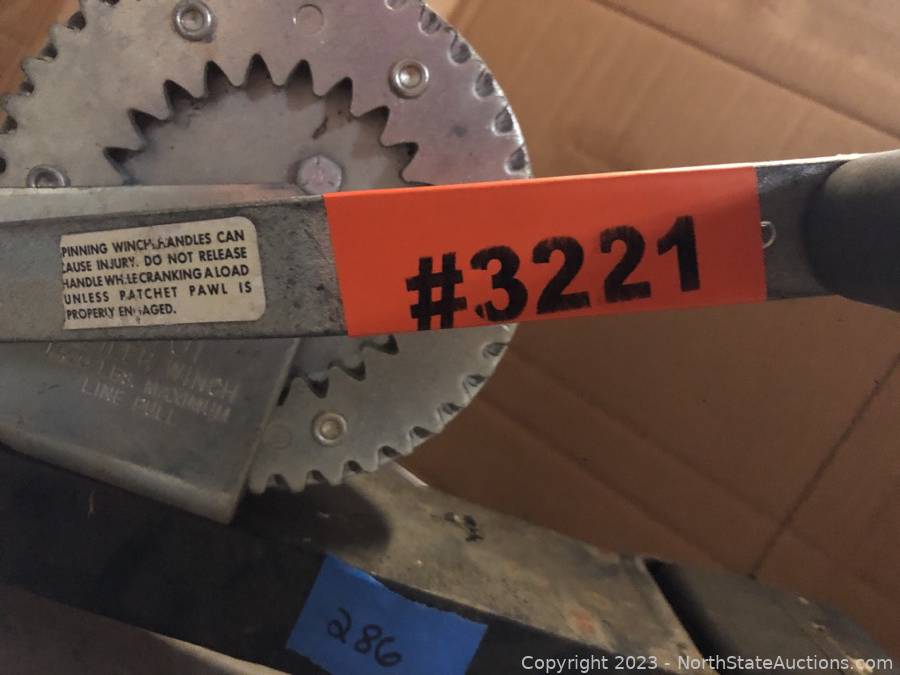 PINNING WINCH HANDLES CAN
CAUSE INJURY. DO NOT RELEASE
HANDLE WHILE CRANKING A LOAD
UNLESS RATCHET PAWL IS
PROPERLY ENGAGED.
#3221
WINCH
MAXIMUM
LINE PULL
286
Copyright © 2023 - NorthStateAuctions.com